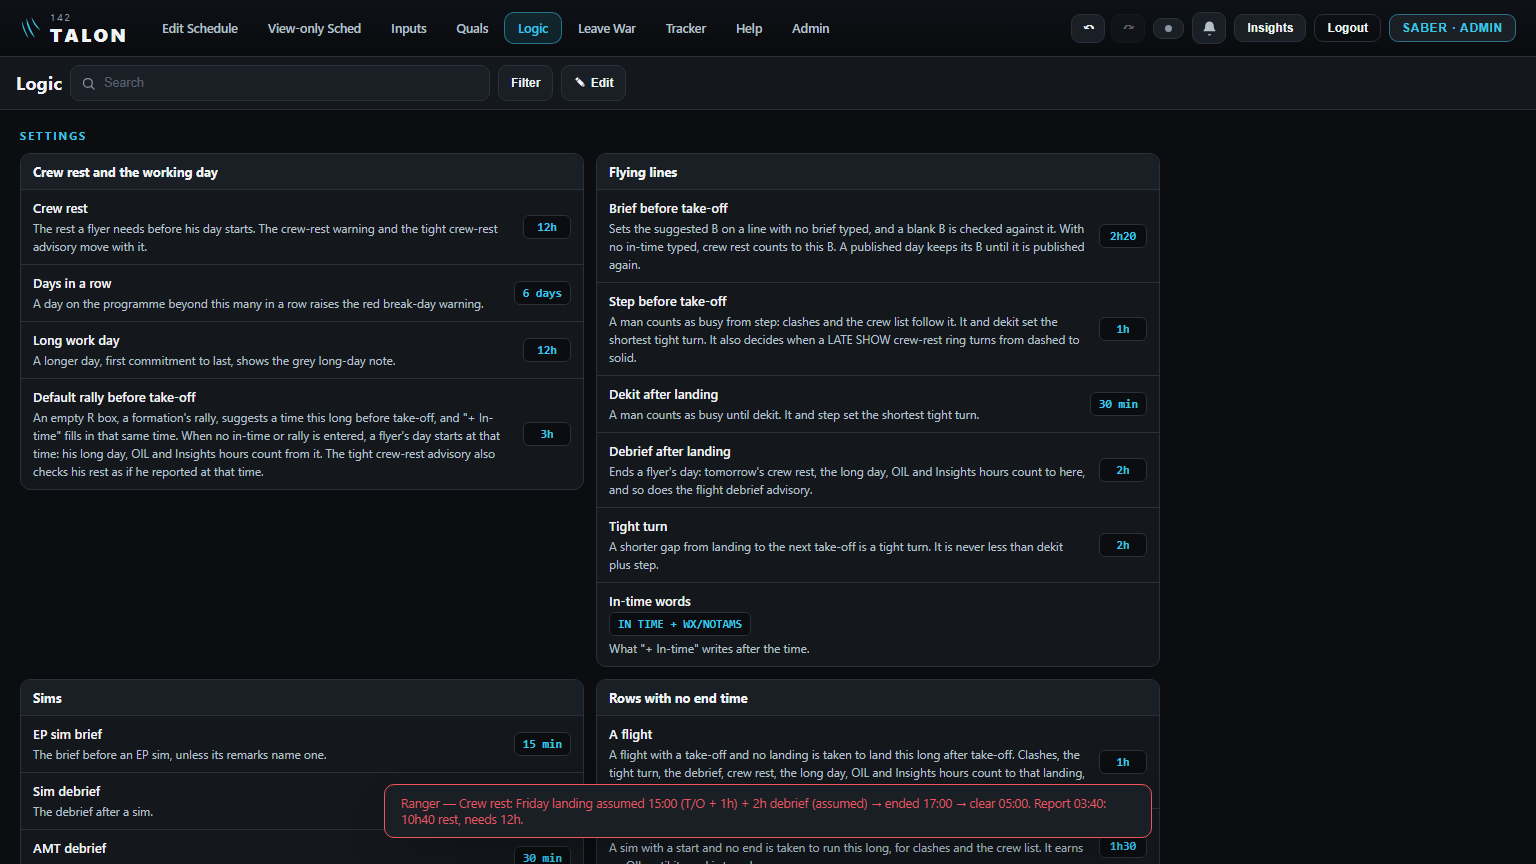 142
TALON
Edit Schedule
View-only Sched
Inputs
Quals
Logic
Leave War
Tracker
Help
Admin
Insights
Logout
SABER · ADMIN
Logic
Search
Filter
Edit
SETTINGS
Crew rest and the working day
Crew rest
The rest a flyer needs before his day starts. The crew-rest warning and the tight crew-rest
advisory move with it.
12h
Days in a row
A day on the programme beyond this many in a row raises the red break-day warning.
6 days
Long work day
A longer day, first commitment to last, shows the grey long-day note.
12h
Default rally before take-off
An empty R box, a formation's rally, suggests a time this long before take-off, and "+ In-
time" fills in that same time. When no in-time or rally is entered, a flyer's day starts at that
time: his long day, OIL and Insights hours count from it. The tight crew-rest advisory also
checks his rest as if he reported at that time.
3h
Flying lines
Brief before take-off
Sets the suggested B on a line with no brief typed, and a blank B is checked against it. With
no in-time typed, crew rest counts to this B. A published day keeps its B until it is published
again.
2h20
Step before take-off
A man counts as busy from step: clashes and the crew list follow it. It and dekit set the
shortest tight turn. It also decides when a LATE SHOW crew-rest ring turns from dashed to
solid.
1h
Dekit after landing
A man counts as busy until dekit. It and step set the shortest tight turn.
30 min
Debrief after landing
Ends a flyer's day: tomorrow's crew rest, the long day, OIL and Insights hours count to here,
and so does the flight debrief advisory.
2h
Tight turn
A shorter gap from landing to the next take-off is a tight turn. It is never less than dekit
plus step.
2h
In-time words
IN TIME + WX/NOTAMS
What "+ In-time" writes after the time.
Sims
EP sim brief
The brief before an EP sim, unless its remarks name one.
15 min
Sim debrief
The debrief after a sim.
AMT debrief
30 min
Rows with no end time
A flight
A flight with a take-off and no landing is taken to land this long after take-off. Clashes, the
tight turn, the debrief, crew rest, the long day, OIL and Insights hours count to that landing,
1h
Ranger — Crew rest: Friday landing assumed 15:00 (T/O + 1h) + 2h debrief (assumed) → ended 17:00 → clear 05:00. Report 03:40:
10h40 rest, needs 12h.
A sim with a start and no end is taken to run this long, for clashes and the crew list. It earns
1h30